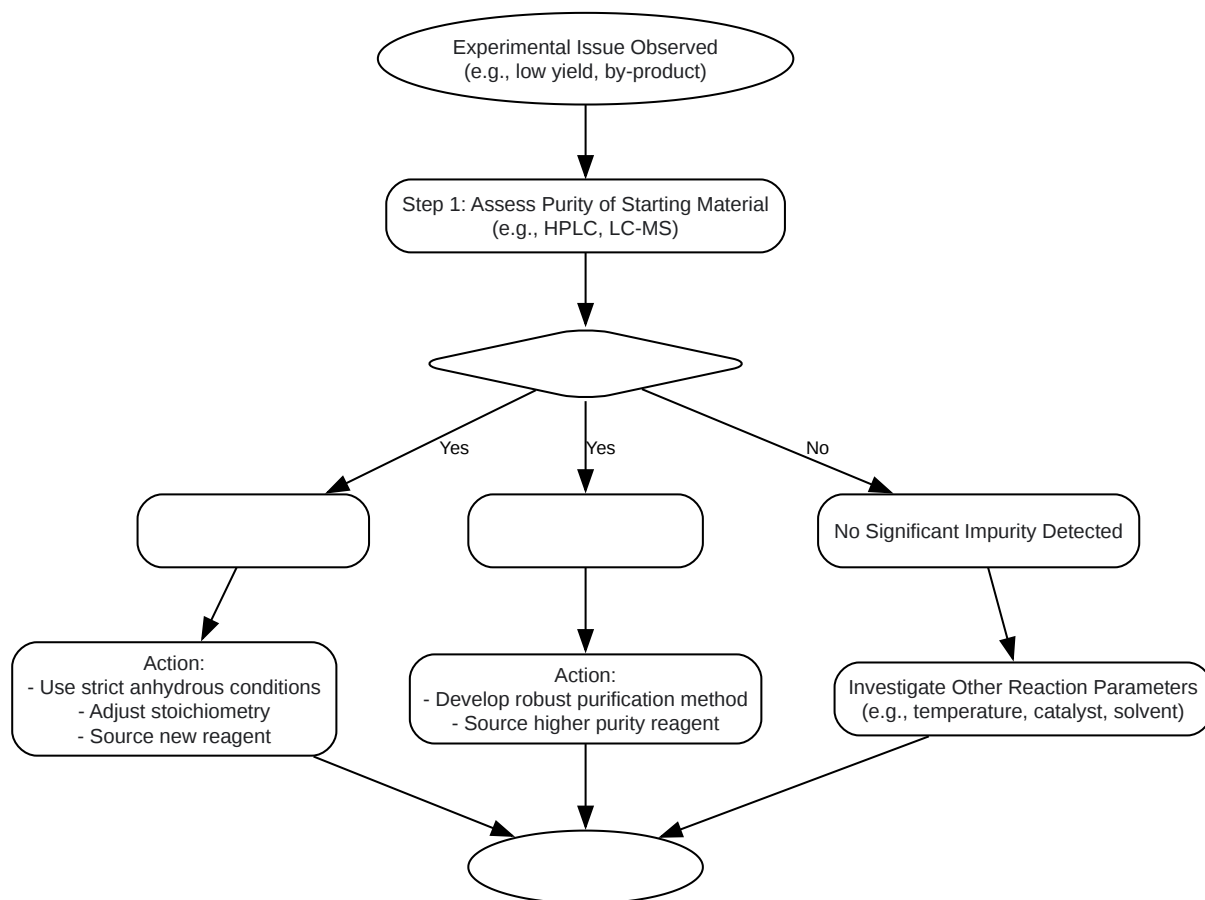 Experimental Issue Observed
(e.g., low yield, by-product)
Step 1: Assess Purity of Starting Material
(e.g., HPLC, LC-MS)
Yes
Yes
No
No Significant Impurity Detected
Action:
- Use strict anhydrous conditions
- Adjust stoichiometry
- Source new reagent
Action:
- Develop robust purification method
- Source higher purity reagent
Investigate Other Reaction Parameters
(e.g., temperature, catalyst, solvent)